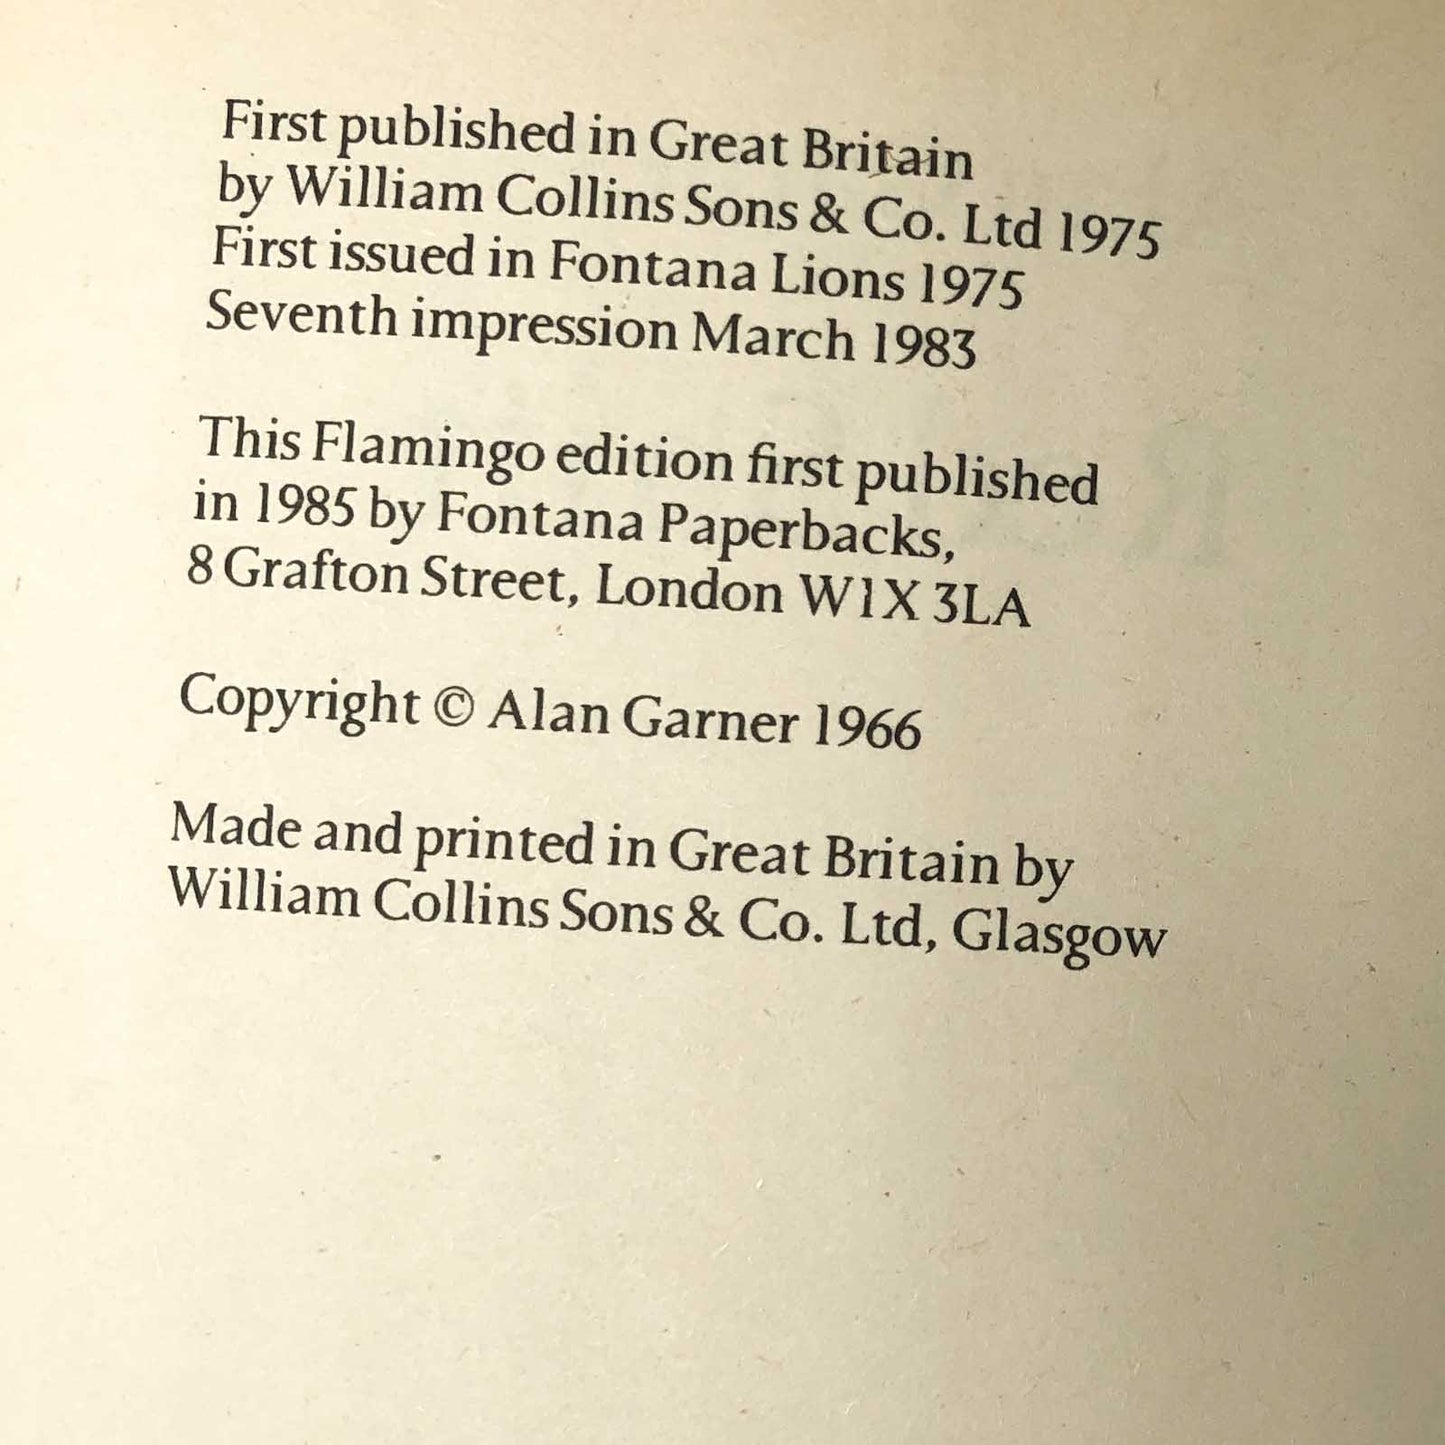 First published in Great Britain
by William Collins Sons & Co. Ltd 1975
First issued in Fontana Lions 1975
Seventh impression March 1983
This Flamingo edition first published
in 1985 by Fontana Paperbacks,
8 Grafton Street, London W1X 3LA
Copyright © Alan Garner 1966
Made and printed in Great Britain by
William Collins Sons & Co. Ltd, Glasgow